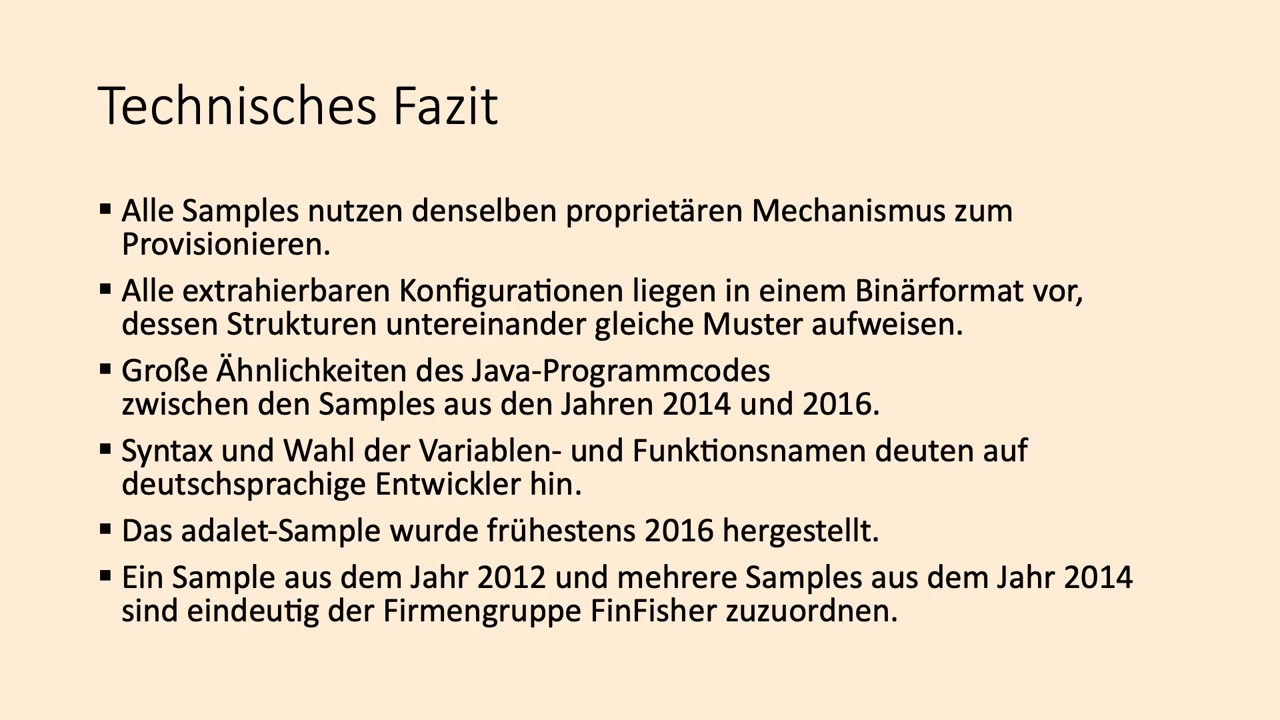 Technisches Fazit
▪ Alle Samples nutzen denselben proprietären Mechanismus zum
Provisionieren.
▪ Alle extrahierbaren Konfigurationen liegen in einem Binärformat vor,
dessen Strukturen untereinander gleiche Muster aufweisen.
▪ Große Ähnlichkeiten des Java-Programmcodes
zwischen den Samples aus den Jahren 2014 und 2016.
▪ Syntax und Wahl der Variablen- und Funktionsnamen deuten auf
deutschsprachige Entwickler hin.
▪ Das adalet-Sample wurde frühestens 2016 hergestellt.
▪ Ein Sample aus dem Jahr 2012 und mehrere Samples aus dem Jahr 2014
sind eindeutig der Firmengruppe FinFisher zuzuordnen.